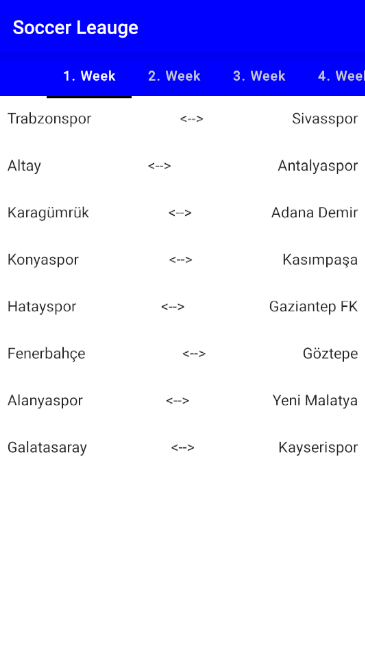 Soccer Leauge
1. Week 2. Week 3. Week 4. Wee
Trabzonspor <--> Sivasspor
Altay <--> Antalyaspor
Karagümrük <--> Adana Demir
Konyaspor <--> Kasımpaşa
Hatayspor <--> Gaziantep FK
Fenerbahçe <--> Göztepe
Alanyaspor <--> Yeni Malatya
Galatasaray <--> Kayserispor